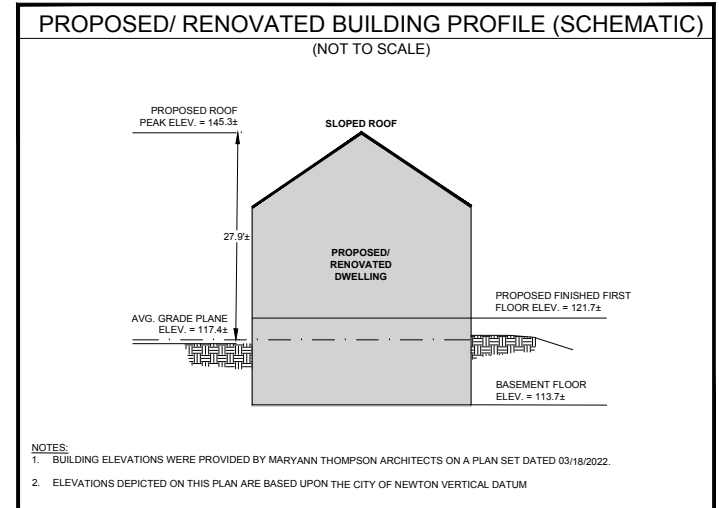 PROPOSED/ RENOVATED BUILDING PROFILE (SCHEMATIC)
(NOT TO SCALE)
PROPOSED ROOF
PEAK ELEV. = 145.3±
SLOPED ROOF
27.9'±
PROPOSED/
RENOVATED
DWELLING
PROPOSED FINISHED FIRST
FLOOR ELEV. = 121.7±
AVG. GRADE PLANE
ELEV. = 117.4±
BASEMENT FLOOR
ELEV. = 113.7±
NOTES:
1. BUILDING ELEVATIONS WERE PROVIDED BY MARYANN THOMPSON ARCHITECTS ON A PLAN SET DATED 03/18/2022.
2. ELEVATIONS DEPICTED ON THIS PLAN ARE BASED UPON THE CITY OF NEWTON VERTICAL DATUM